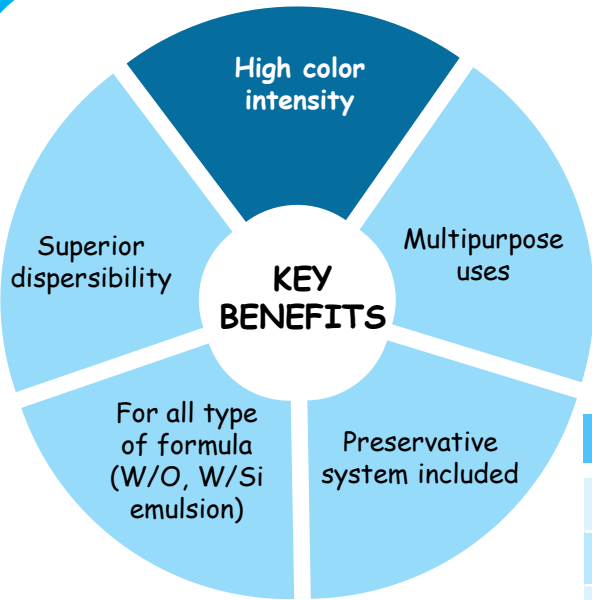 High color
intensity
Multipurpose
uses
Superior
dispersibility
KEY
BENEFITS
For all type
of formula
(W/O, W/Si
emulsion)
Preservative
system included